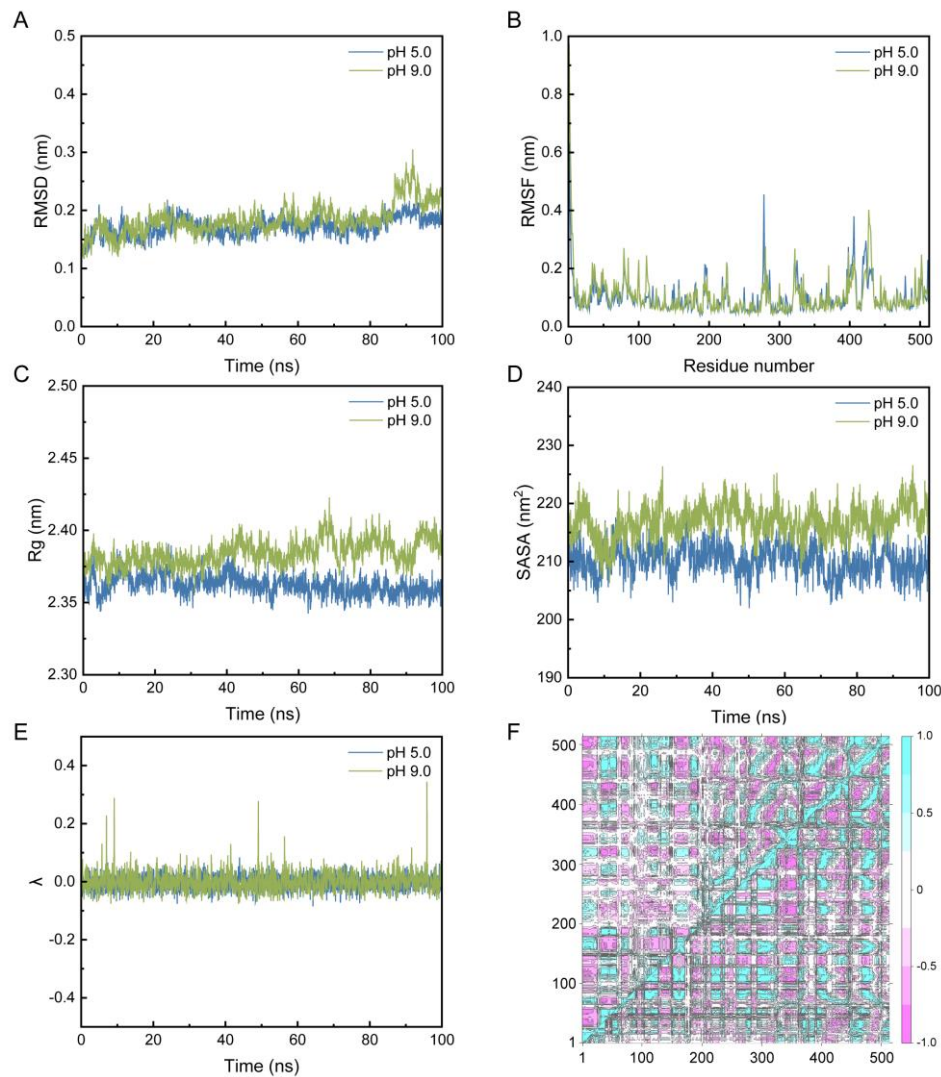 A
0.5
0.4
0.3
0.2
0.1
0.0
RMSD (nm)
pH 5.0
pH 9.0
0 20 40 60 80 100
Time (ns)
B
1.0
0.8
0.6
0.4
0.2
0.0
RMSF (nm)
pH 5.0
pH 9.0
0 100 200 300 400 500
Residue number
C
2.50
2.45
2.40
2.35
2.30
Rg (nm)
pH 5.0
pH 9.0
0 20 40 60 80 100
Time (ns)
D
240
230
220
210
200
190
SASA (nm²)
pH 5.0
pH 9.0
0 20 40 60 80 100
Time (ns)
E
0.4
0.2
0.0
-0.2
-0.4
λ
pH 5.0
pH 9.0
0 20 40 60 80 100
Time (ns)
F
500
400
300
200
100
1
1 100 200 300 400 500
1.0
0.5
0
-0.5
-1.0